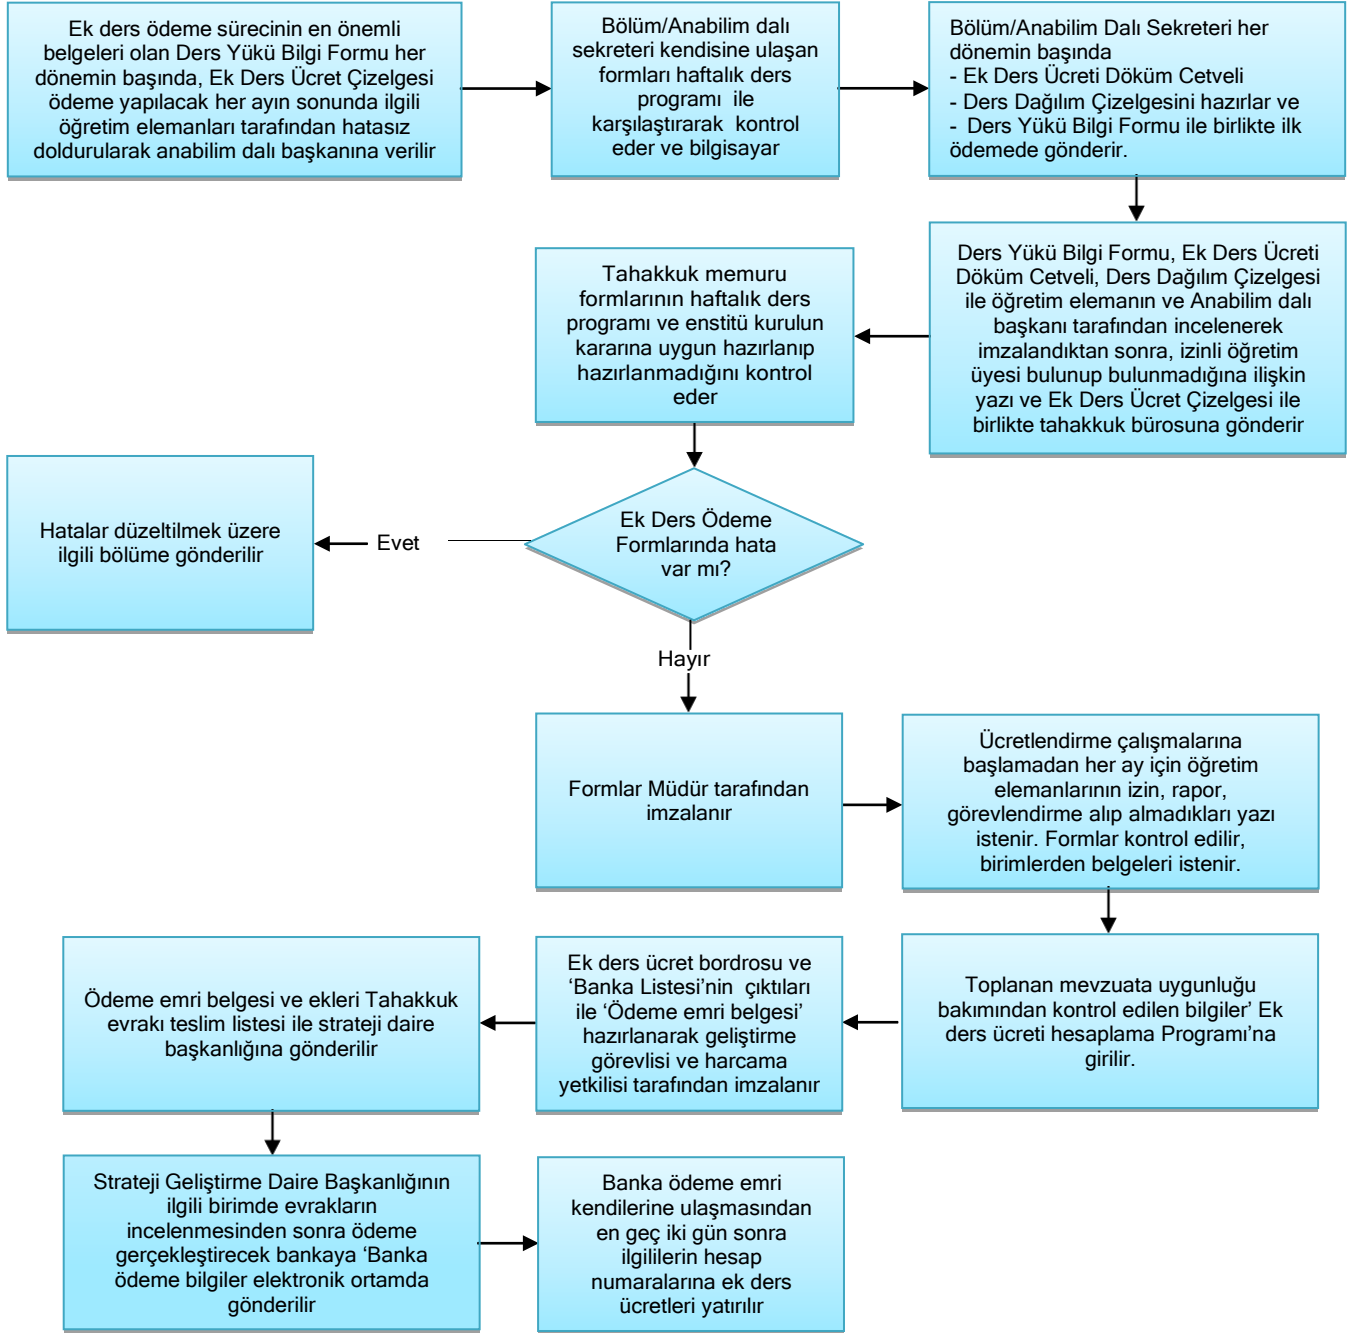 Ek ders ödeme sürecinin en önemli
belgeleri olan Ders Yükü Bilgi Formu her
dönemin başında, Ek Ders Ücret Çizelgesi
ödeme yapılacak her ayın sonunda ilgili
öğretim elemanları tarafından hatasız
doldurularak anabilim dalı başkanına verilir
Bölüm/Anabilim dalı
sekreteri kendisine ulaşan
formları haftalık ders
programı ile
karşılaştırarak kontrol
eder ve bilgisayar
Bölüm/Anabilim Dalı Sekreteri her
dönemin başında
- Ek Ders Ücreti Döküm Cetveli
- Ders Dağılım Çizelgesini hazırlar ve
- Ders Yükü Bilgi Formu ile birlikte ilk
ödemede gönderir.
Ders Yükü Bilgi Formu, Ek Ders Ücreti
Döküm Cetveli, Ders Dağılım Çizelgesi
ile öğretim elemanın ve Anabilim dalı
başkanı tarafından incelenerek
imzalandıktan sonra, izinli öğretim
üyesi bulunup bulunmadığına ilişkin
yazı ve Ek Ders Ücret Çizelgesi ile
birlikte tahakkuk bürosuna gönderir
Tahakkuk memuru
formlarının haftalık ders
programı ve enstitü kurulun
kararına uygun hazırlanıp
hazırlanmadığını kontrol
eder
Ek Ders Ödeme
Formlarında hata
var mı?
Evet
Hatalar düzeltilmek üzere
ilgili bölüme gönderilir
Hayır
Formlar Müdür tarafından
imzalanır
Ücretlendirme çalışmalarına
başlamadan her ay için öğretim
elemanlarının izin, rapor,
görevlendirme alıp almadıkları yazı
istenir. Formlar kontrol edilir,
birimlerden belgeleri istenir.
Toplanan mevzuata uygunluğu
bakımından kontrol edilen bilgiler’ Ek
ders ücreti hesaplama Programı’na
girilir.
Ek ders ücret bordrosu ve
‘Banka Listesi’nin çıktıları
ile ‘Ödeme emri belgesi’
hazırlanarak geliştirme
görevlisi ve harcama
yetkilisi tarafından imzalanır
Ödeme emri belgesi ve ekleri Tahakkuk
evrakı teslim listesi ile strateji daire
başkanlığına gönderilir
Strateji Geliştirme Daire Başkanlığının
ilgili birimde evrakların
incelenmesinden sonra ödeme
gerçekleştirecek bankaya ‘Banka
ödeme bilgiler elektronik ortamda
gönderilir
Banka ödeme emri
kendilerine ulaşmasından
en geç iki gün sonra
ilgililerin hesap
numaralarına ek ders
ücretleri yatırılır